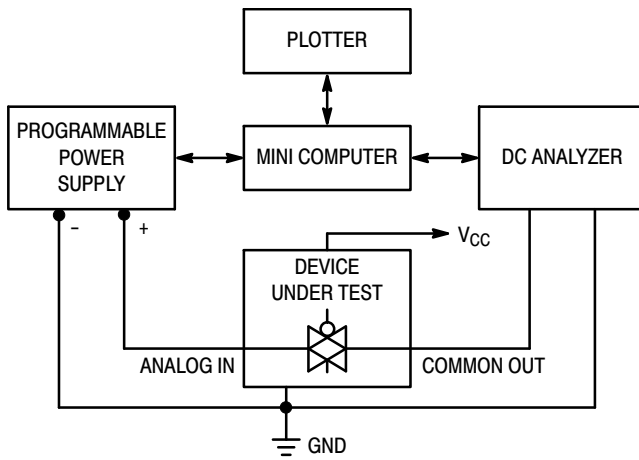 PLOTTER
PROGRAMMABLE
POWER
SUPPLY
MINI COMPUTER
DC ANALYZER
– +
VCC
DEVICE
UNDER TEST
ANALOG IN
COMMON OUT
GND